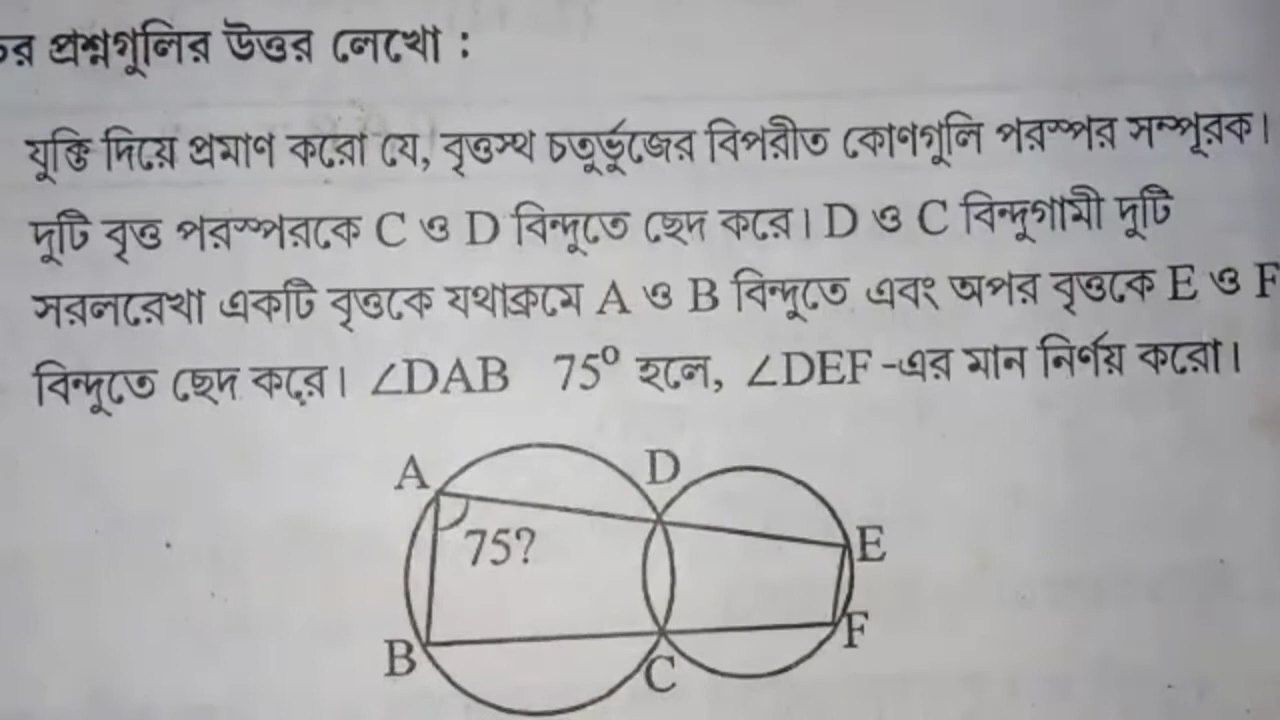 র প্রশ্নগুলির উত্তর লেখো :
যুক্তি দিয়ে প্রমাণ করো যে, বৃত্তস্থ চতুর্ভুজের বিপরীত কোণগুলি পরস্পর সম্পূরক।
দুটি বৃত্ত পরস্পরকে C ও D বিন্দুতে ছেদ করে। D ও C বিন্দুগামী দুটি
সরলরেখা একটি বৃত্তকে যথাক্রমে A ও B বিন্দুতে এবং অপর বৃত্তকে E ও F
বিন্দুতে ছেদ করে। ∠DAB 75⁰ হলে, ∠DEF-এর মান নির্ণয় করো।
A D
75? E
B C F